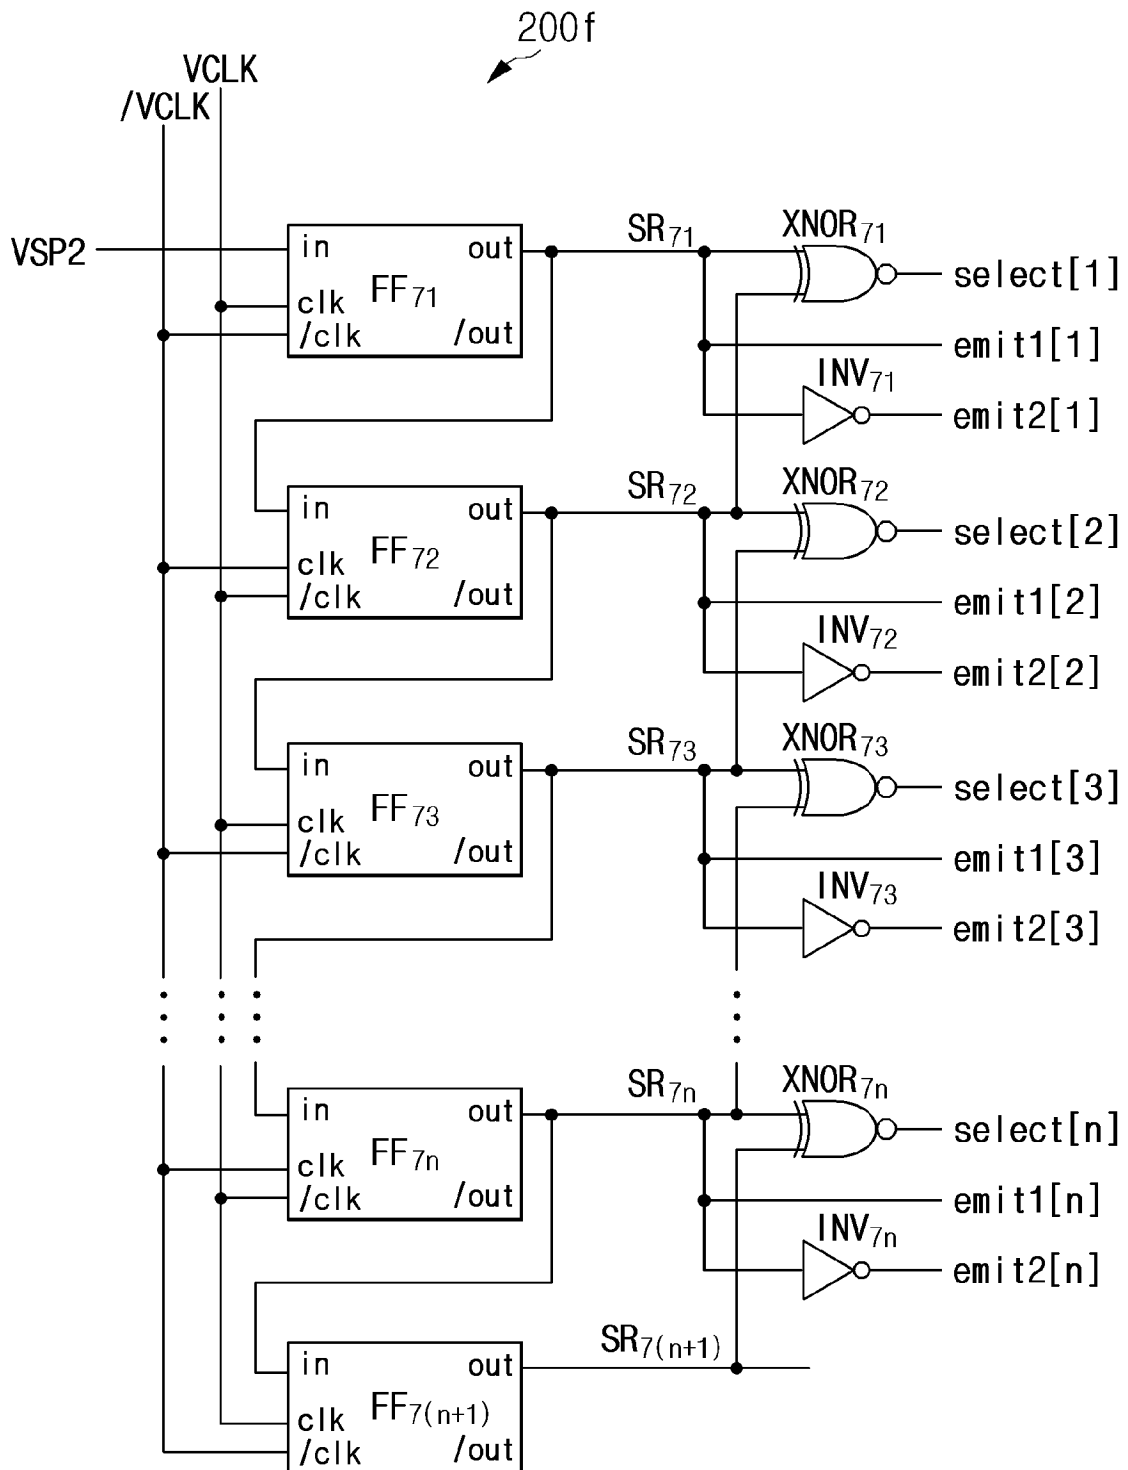 200f
VCLK
/VCLK
VSP2
in out
FF71
clk
/clk /out
SR71
XNOR71
select[1]
emit1[1]
INV71
emit2[1]
in out
FF72
clk
/clk /out
SR72
XNOR72
select[2]
emit1[2]
INV72
emit2[2]
in out
FF73
clk
/clk /out
SR73
XNOR73
select[3]
emit1[3]
INV73
emit2[3]
in out
FF7n
clk
/clk /out
SR7n
XNOR7n
select[n]
emit1[n]
INV7n
emit2[n]
in out
FF7(n+1)
clk
/clk /out
SR7(n+1)